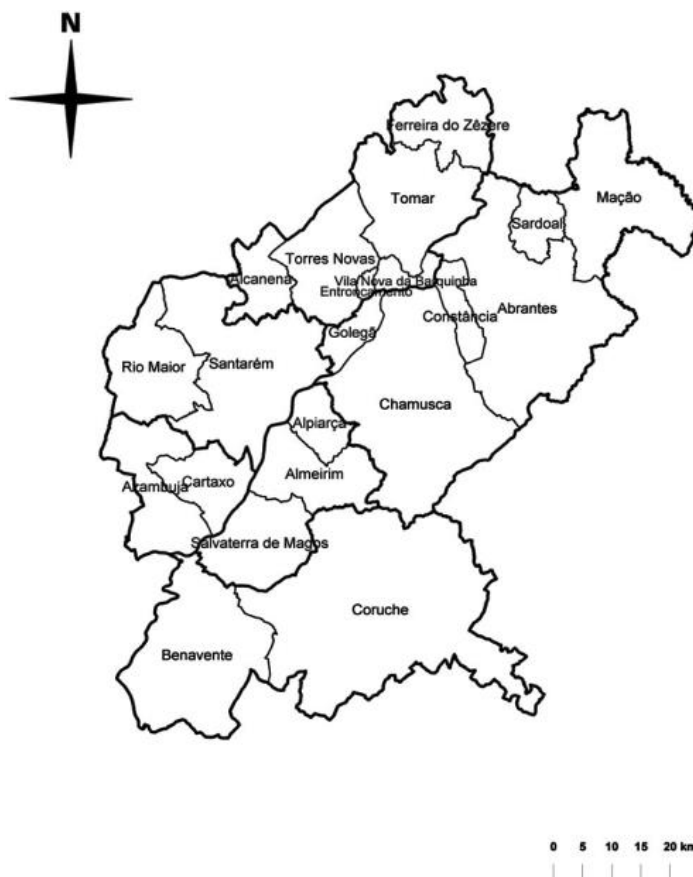 N
Ferreira do Zêzere
Tomar
Mação
Sardoal
Torres Novas
Alcanena
Vila Nova da Barquinha
Entroncamento
Abrantes
Constância
Golegã
Rio Maior
Santarém
Chamusca
Alpiarça
Almeirim
Cartaxo
Azambuja
Salvaterra de Magos
Coruche
Benavente
0 5 10 15 20 km